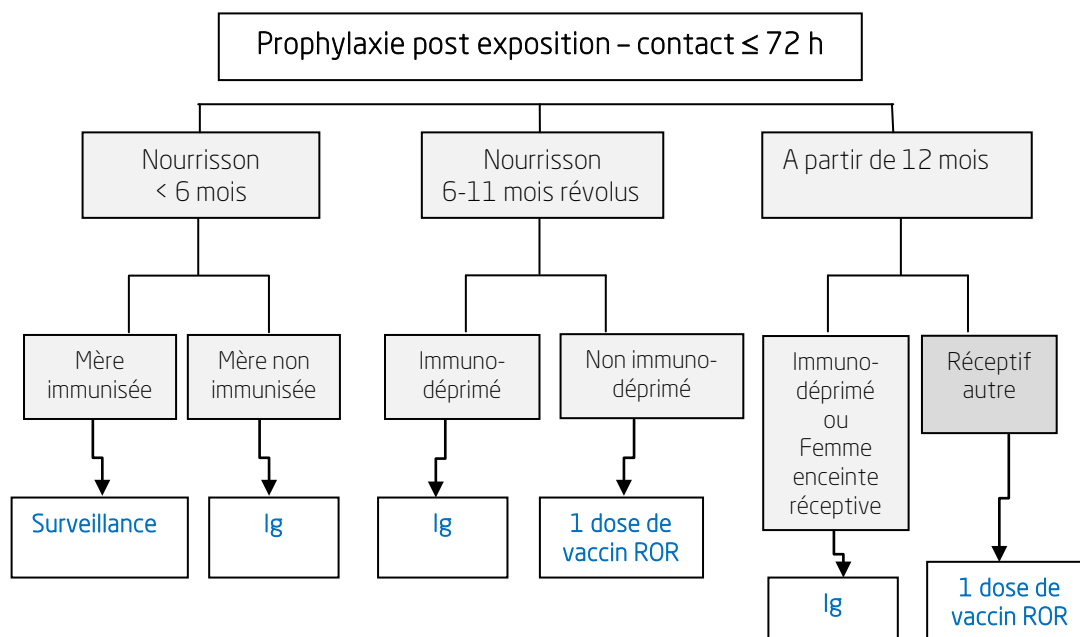 Prophylaxie post exposition – contact ≤ 72 h
Nourrisson
< 6 mois
Nourrisson
6-11 mois révolus
A partir de 12 mois
Mère
immunisée
Mère non
immunisée
Immuno-
déprimé
Non immuno-
déprimé
Immuno-
déprimé
ou
Femme
enceinte
réceptive
Réceptif
autre
Surveillance
Ig
Ig
1 dose de
vaccin ROR
Ig
1 dose de
vaccin ROR